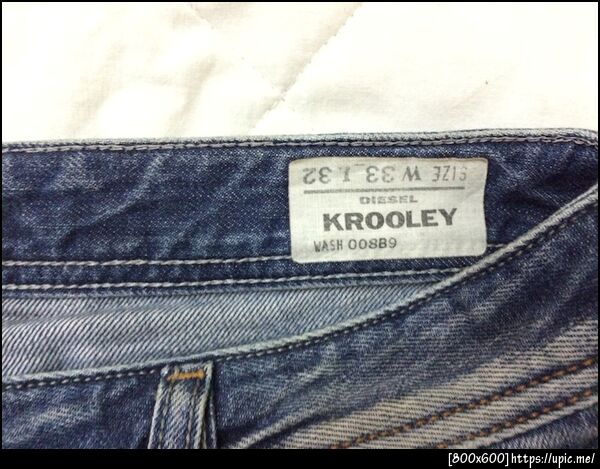 SIZE W 33 L 32
DIESEL
KROOLEY
WASH 008B9
[800x600]https://upic.me/